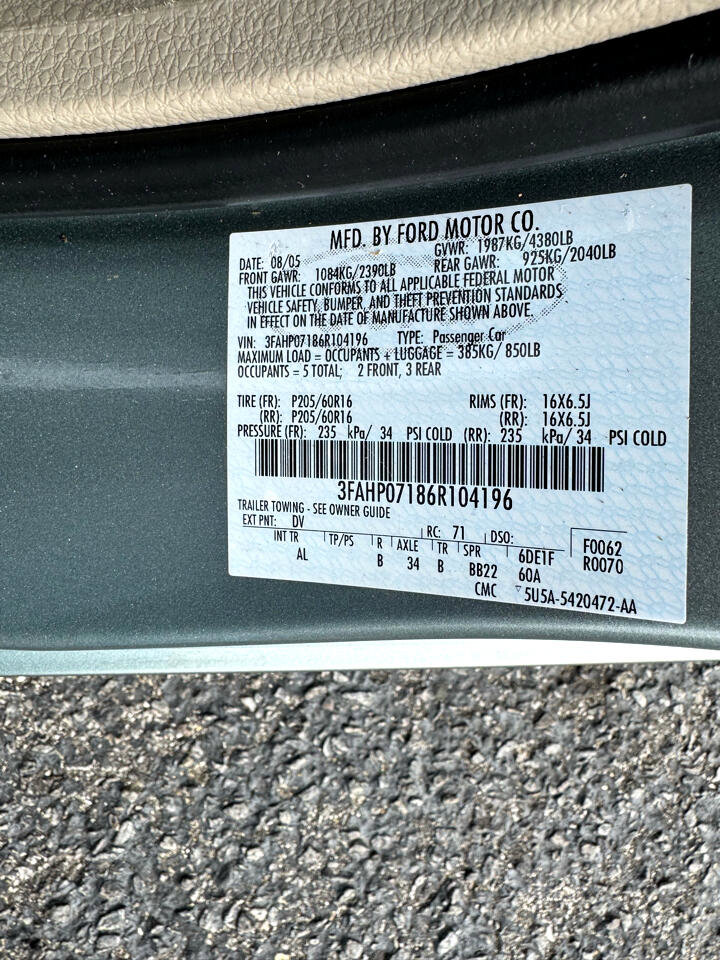 MFD. BY FORD MOTOR CO.
DATE: 08/05 GVWR: 1987KG/4380LB
FRONT GAWR: 1084KG/2390LB REAR GAWR: 925KG/2040LB
THIS VEHICLE CONFORMS TO ALL APPLICABLE FEDERAL MOTOR
VEHICLE SAFETY, BUMPER, AND THEFT PREVENTION STANDARDS
IN EFFECT ON THE DATE OF MANUFACTURE SHOWN ABOVE.
VIN: 3FAHP07186R104196 TYPE: Passenger Car
MAXIMUM LOAD = OCCUPANTS + LUGGAGE = 385KG/ 850LB
OCCUPANTS = 5 TOTAL; 2 FRONT, 3 REAR
TIRE (FR): P205/60R16 RIMS (FR): 16X6.5J
(RR): P205/60R16 (RR): 16X6.5J
PRESSURE (FR): 235 kPa/ 34 PSI COLD (RR): 235 kPa/ 34 PSI COLD
3FAHP07186R104196
TRAILER TOWING - SEE OWNER GUIDE
EXT PNT: DV RC: 71 DSO: F0062
INT TR TP/PS R AXLE TR SPR 6DE1F R0070
AL B 34 B BB22 60A
CMC ▽5U5A-5420472-AA